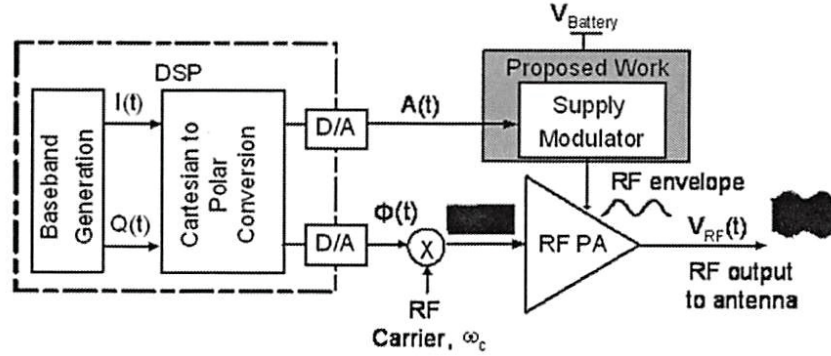 V_Battery
DSP
Proposed Work
Supply
Modulator
Baseband
Generation
I(t)
Q(t)
Cartesian to
Polar
Conversion
D/A
A(t)
D/A
Φ(t)
X
RF
Carrier, ω_c
RF PA
RF envelope
V_RF(t)
RF output
to antenna